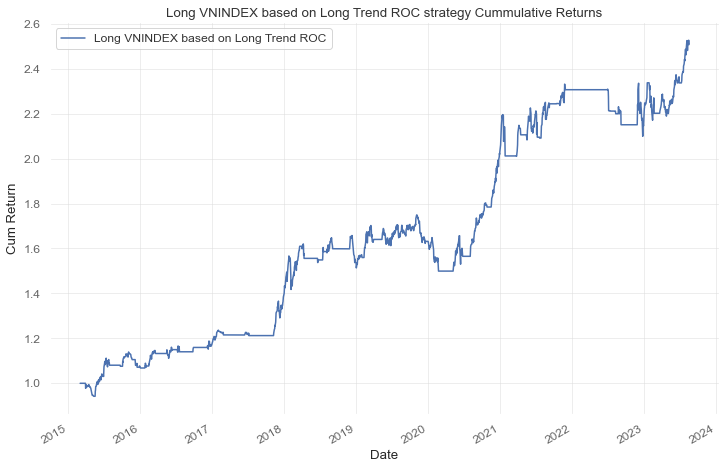 Long VNINDEX based on Long Trend ROC strategy Cummulative Returns
Long VNINDEX based on Long Trend ROC
2.6
2.4
2.2
2.0
1.8
1.6
1.4
1.2
1.0
Cum Return
2015 2016 2017 2018 2019 2020 2021 2022 2023 2024
Date